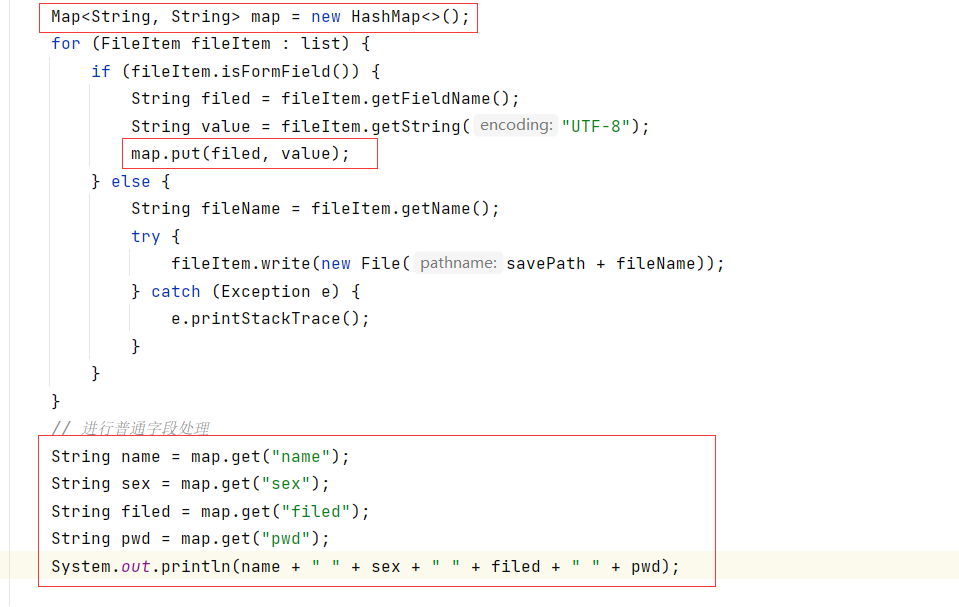 Map<String, String> map = new HashMap<>();
for (FileItem fileItem : list) {
if (fileItem.isFormField()) {
String filed = fileItem.getFieldName();
String value = fileItem.getString( encoding: "UTF-8");
map.put(filed, value);
} else {
String fileName = fileItem.getName();
try {
fileItem.write(new File( pathname: savePath + fileName));
} catch (Exception e) {
e.printStackTrace();
}
}
}
// 进行普通字段处理
String name = map.get("name");
String sex = map.get("sex");
String filed = map.get("filed");
String pwd = map.get("pwd");
System.out.println(name + " " + sex + " " + filed + " " + pwd);